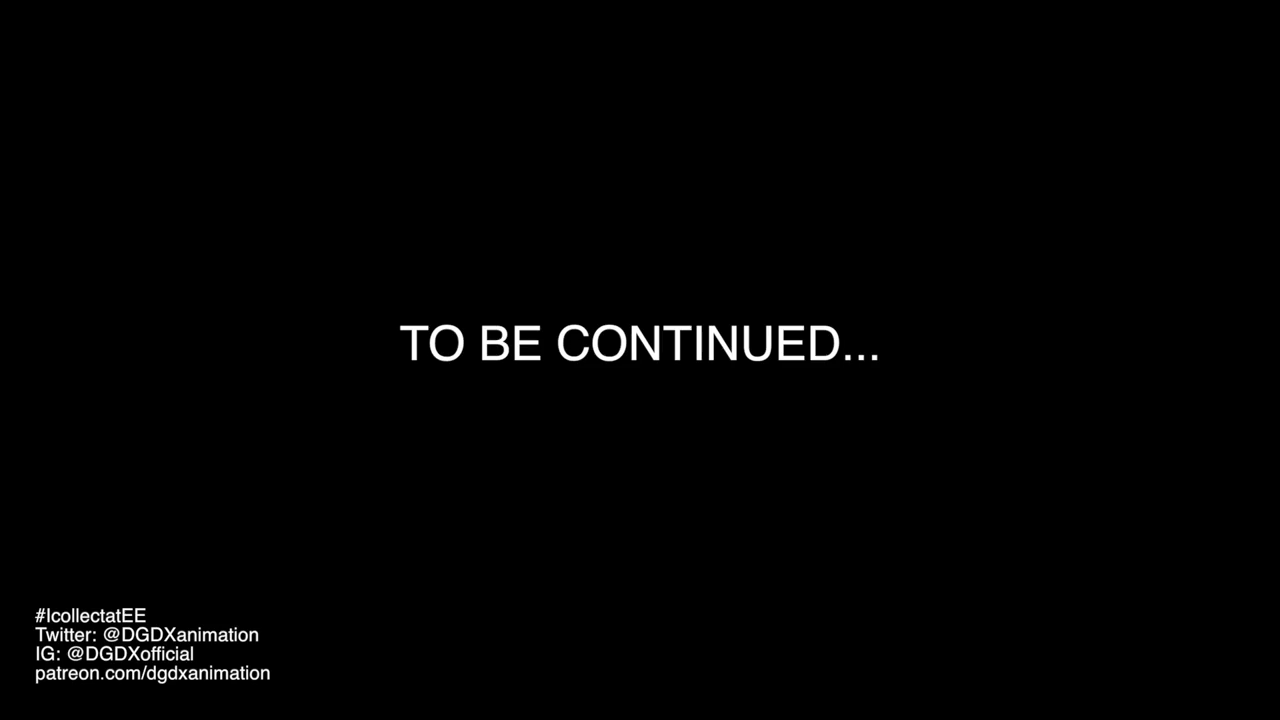 TO BE CONTINUED...
#IcollectatEE
Twitter: @DGDXanimation
IG: @DGDXofficial
patreon.com/dgdxanimation